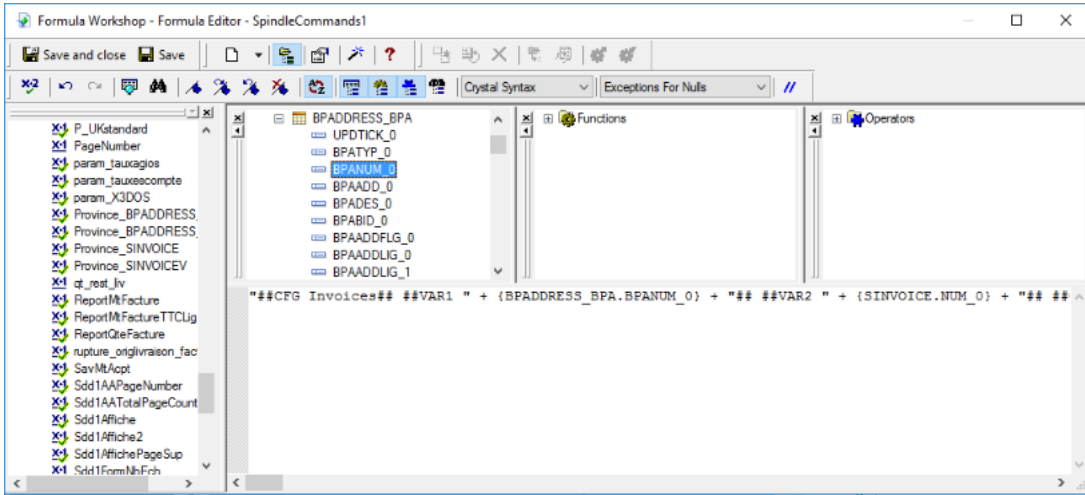 Formula Workshop - Formula Editor - SpindleCommands1
Save and close Save
Crystal Syntax Exceptions For Nulls
P_UKstandard
PageNumber
param_tauxagios
param_tauxescompte
param_X3DOS
Province_BPADDRESS_
Province_BPADDRESS_
Province_SINVOICE
Province_SINVOICEV
qt_rest_liv
ReportMtFacture
ReportMtFactureTTCLig
ReportQteFacture
rupture_origlivraison_fac
SavMtAcpt
Sdd1AAPageNumber
Sdd1AATotalPageCount
Sdd1Affiche
Sdd1Affiche2
Sdd1AffichePageSup
Sdd1FormNbEch
BPADDRESS_BPA
UPDTICK_0
BPATYP_0
BPANUM_0
BPAADD_0
BPADES_0
BPABID_0
BPAADDFLG_0
BPAADDLIG_0
BPAADDLIG_1
Functions
Operators
"##CFG Invoices## ##VAR1 " + {BPADDRESS_BPA.BPANUM_0} + "## ##VAR2 " + {SINVOICE.NUM_0} + "## ##